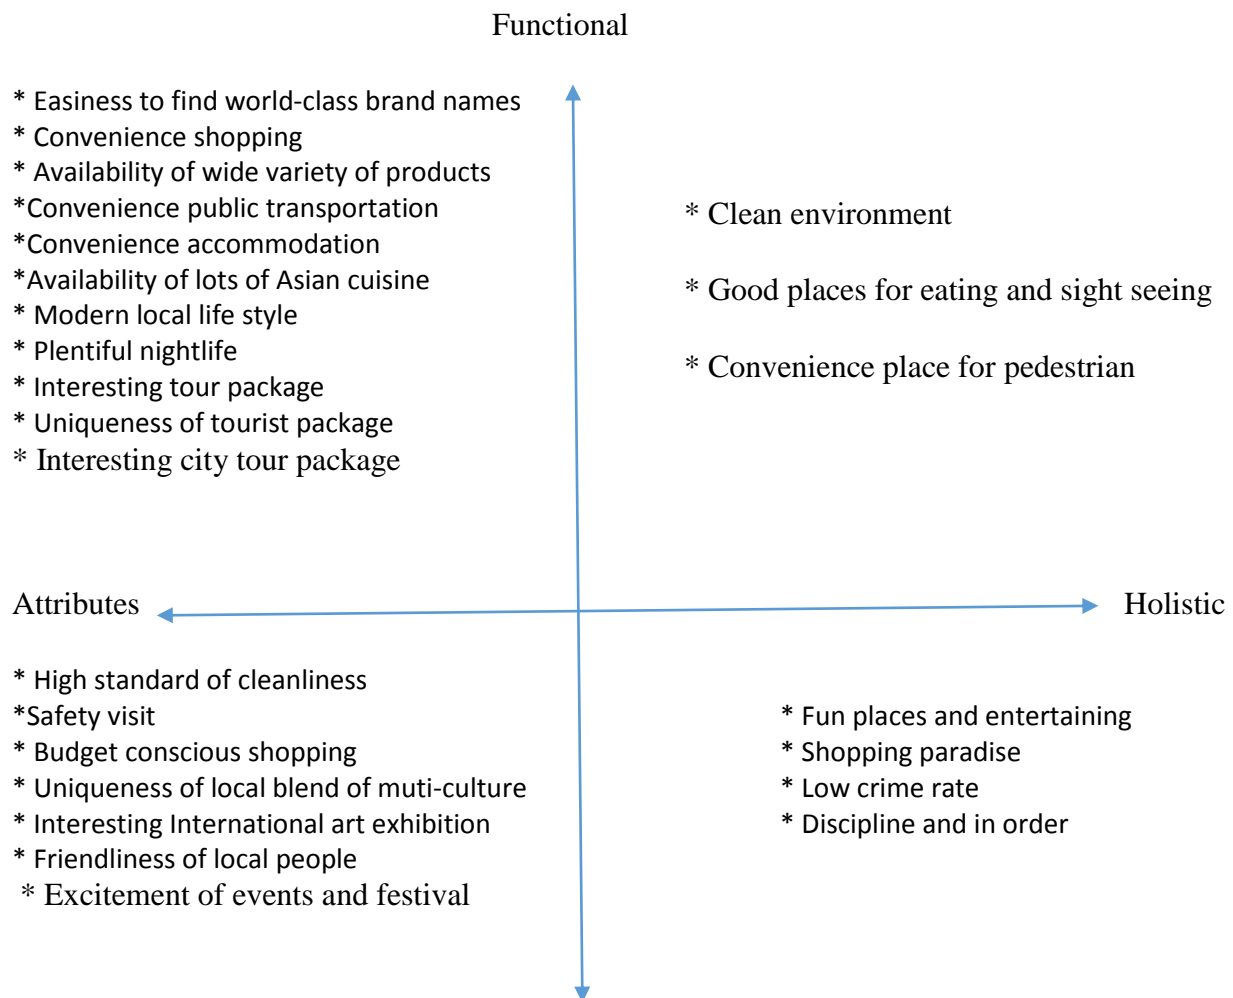 Functional
* Easiness to find world-class brand names
* Convenience shopping
* Availability of wide variety of products
*Convenience public transportation
*Convenience accommodation
*Availability of lots of Asian cuisine
* Modern local life style
* Plentiful nightlife
* Interesting tour package
* Uniqueness of tourist package
* Interesting city tour package
* Clean environment
* Good places for eating and sight seeing
* Convenience place for pedestrian
Attributes
Holistic
* High standard of cleanliness
*Safety visit
* Budget conscious shopping
* Uniqueness of local blend of muti-culture
* Interesting International art exhibition
* Friendliness of local people
* Excitement of events and festival
* Fun places and entertaining
* Shopping paradise
* Low crime rate
* Discipline and in order